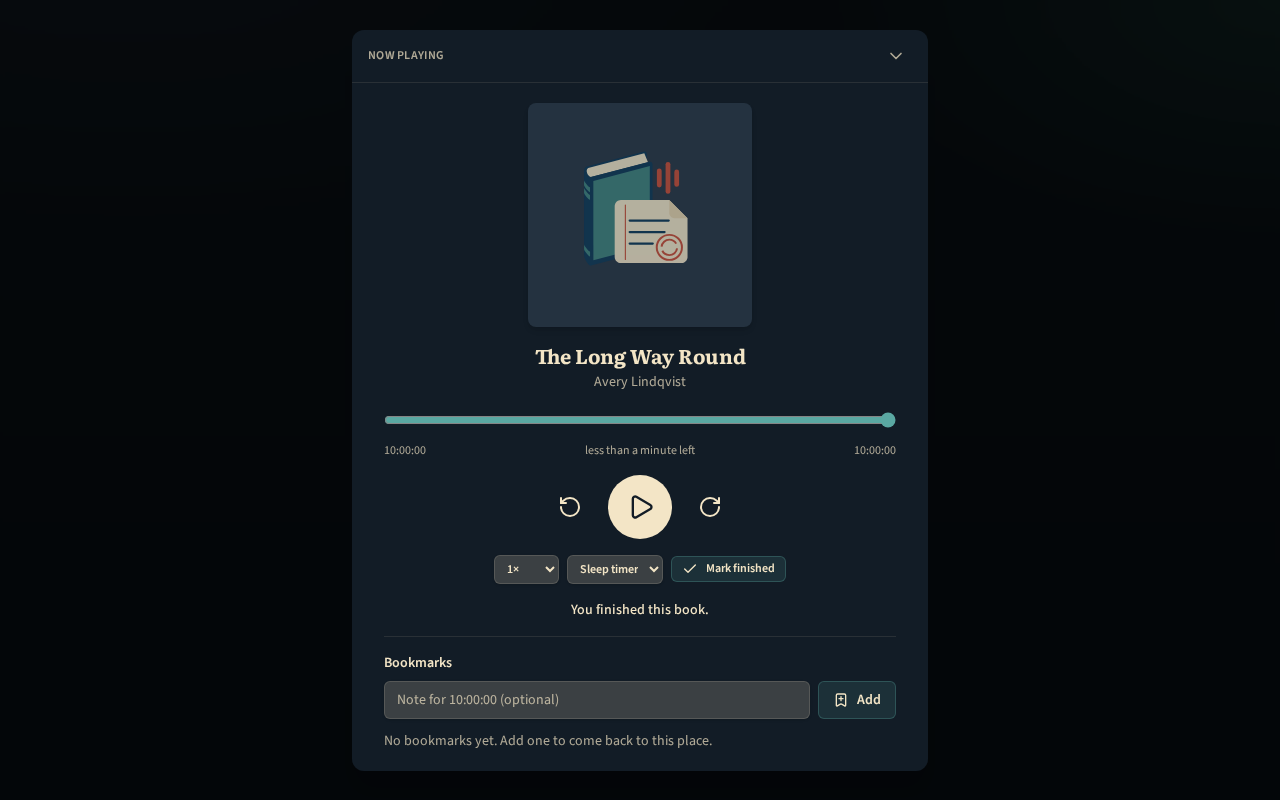 NOW PLAYING
The Long Way Round
Avery Lindqvist
10:00:00 less than a minute left 10:00:00
1× Sleep timer Mark finished
You finished this book.
Bookmarks
Note for 10:00:00 (optional) Add
No bookmarks yet. Add one to come back to this place.